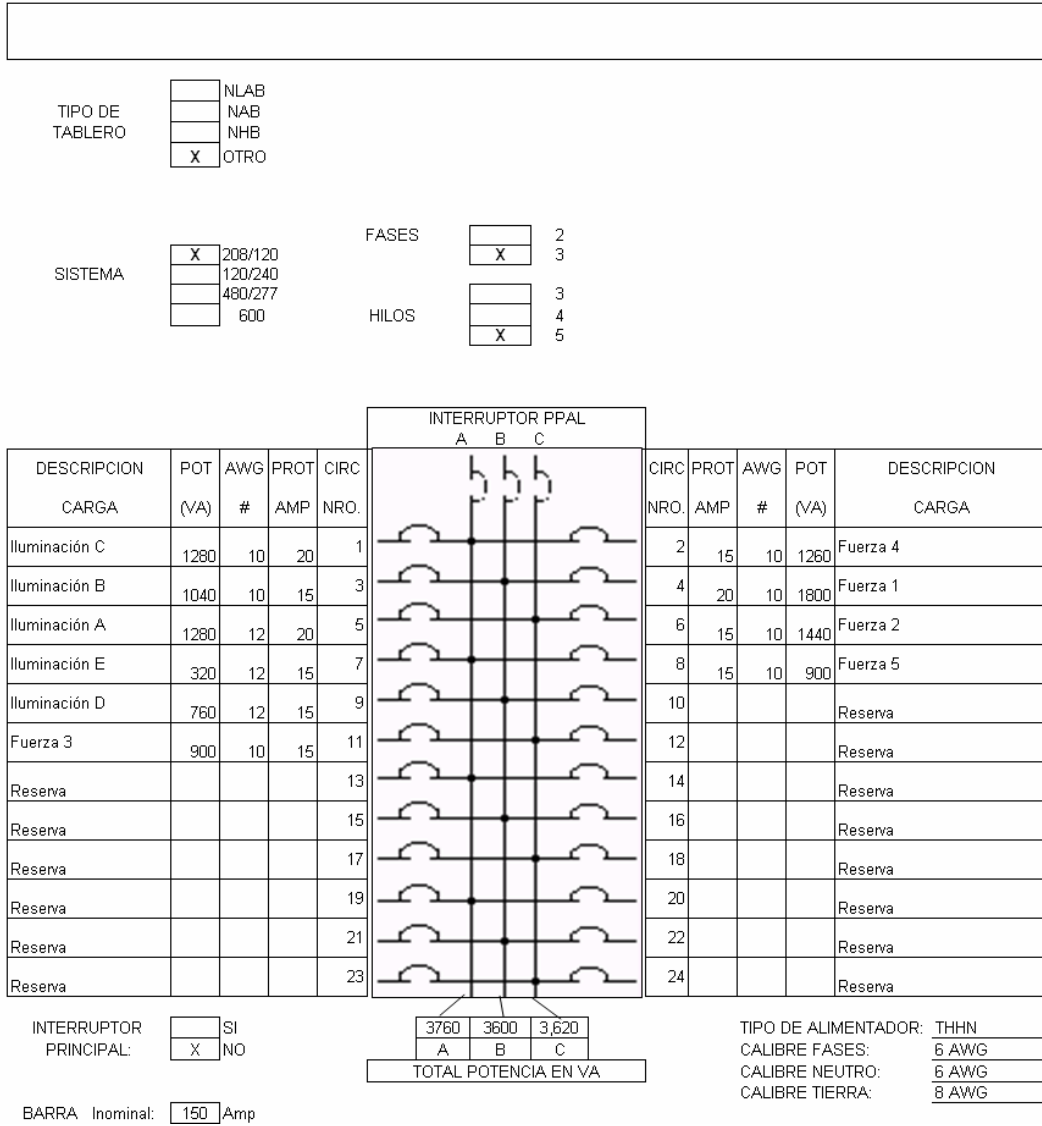 TIPO DE TABLERO
NLAB
NAB
NHB
X OTRO
SISTEMA
X 208/120
120/240
480/277
600
FASES
2
X 3
HILOS
3
4
X 5
INTERRUPTOR PPAL
A B C
DESCRIPCION CARGA POT (VA) AWG # PROT AMP CIRC NRO. CIRC NRO. PROT AMP AWG # POT (VA) DESCRIPCION CARGA
Iluminación C 1280 10 20 1 2 15 10 1260 Fuerza 4
Iluminación B 1040 10 15 3 4 20 10 1800 Fuerza 1
Iluminación A 1280 12 20 5 6 15 10 1440 Fuerza 2
Iluminación E 320 12 15 7 8 15 10 900 Fuerza 5
Iluminación D 760 12 15 9 10 Reserva
Fuerza 3 900 10 15 11 12 Reserva
Reserva 13 14 Reserva
Reserva 15 16 Reserva
Reserva 17 18 Reserva
Reserva 19 20 Reserva
Reserva 21 22 Reserva
Reserva 23 24 Reserva
INTERRUPTOR PRINCIPAL:
SI
X NO
3760 3600 3,620
A B C
TOTAL POTENCIA EN VA
TIPO DE ALIMENTADOR: THHN
CALIBRE FASES: 6 AWG
CALIBRE NEUTRO: 6 AWG
CALIBRE TIERRA: 8 AWG
BARRA Inominal: 150 Amp